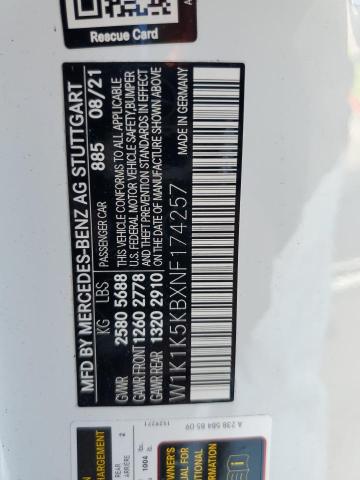 Rescue Card
MFD BY MERCEDES-BENZ AG STUTTGART
PASSENGER CAR 885 08/21
KG LBS
GVWR 2580 5688
GAWR FRONT 1260 2778
GAWR REAR 1320 2910
THIS VEHICLE CONFORMS TO ALL APPLICABLE
U.S. FEDERAL MOTOR VEHICLE SAFETY, BUMPER
AND THEFT PREVENTION STANDARDS IN EFFECT
ON THE DATE OF MANUFACTURE SHOWN ABOVE
MADE IN GERMANY
W1K1K5KBXNF174257
A 238 584 85 09
REAR 2
1004